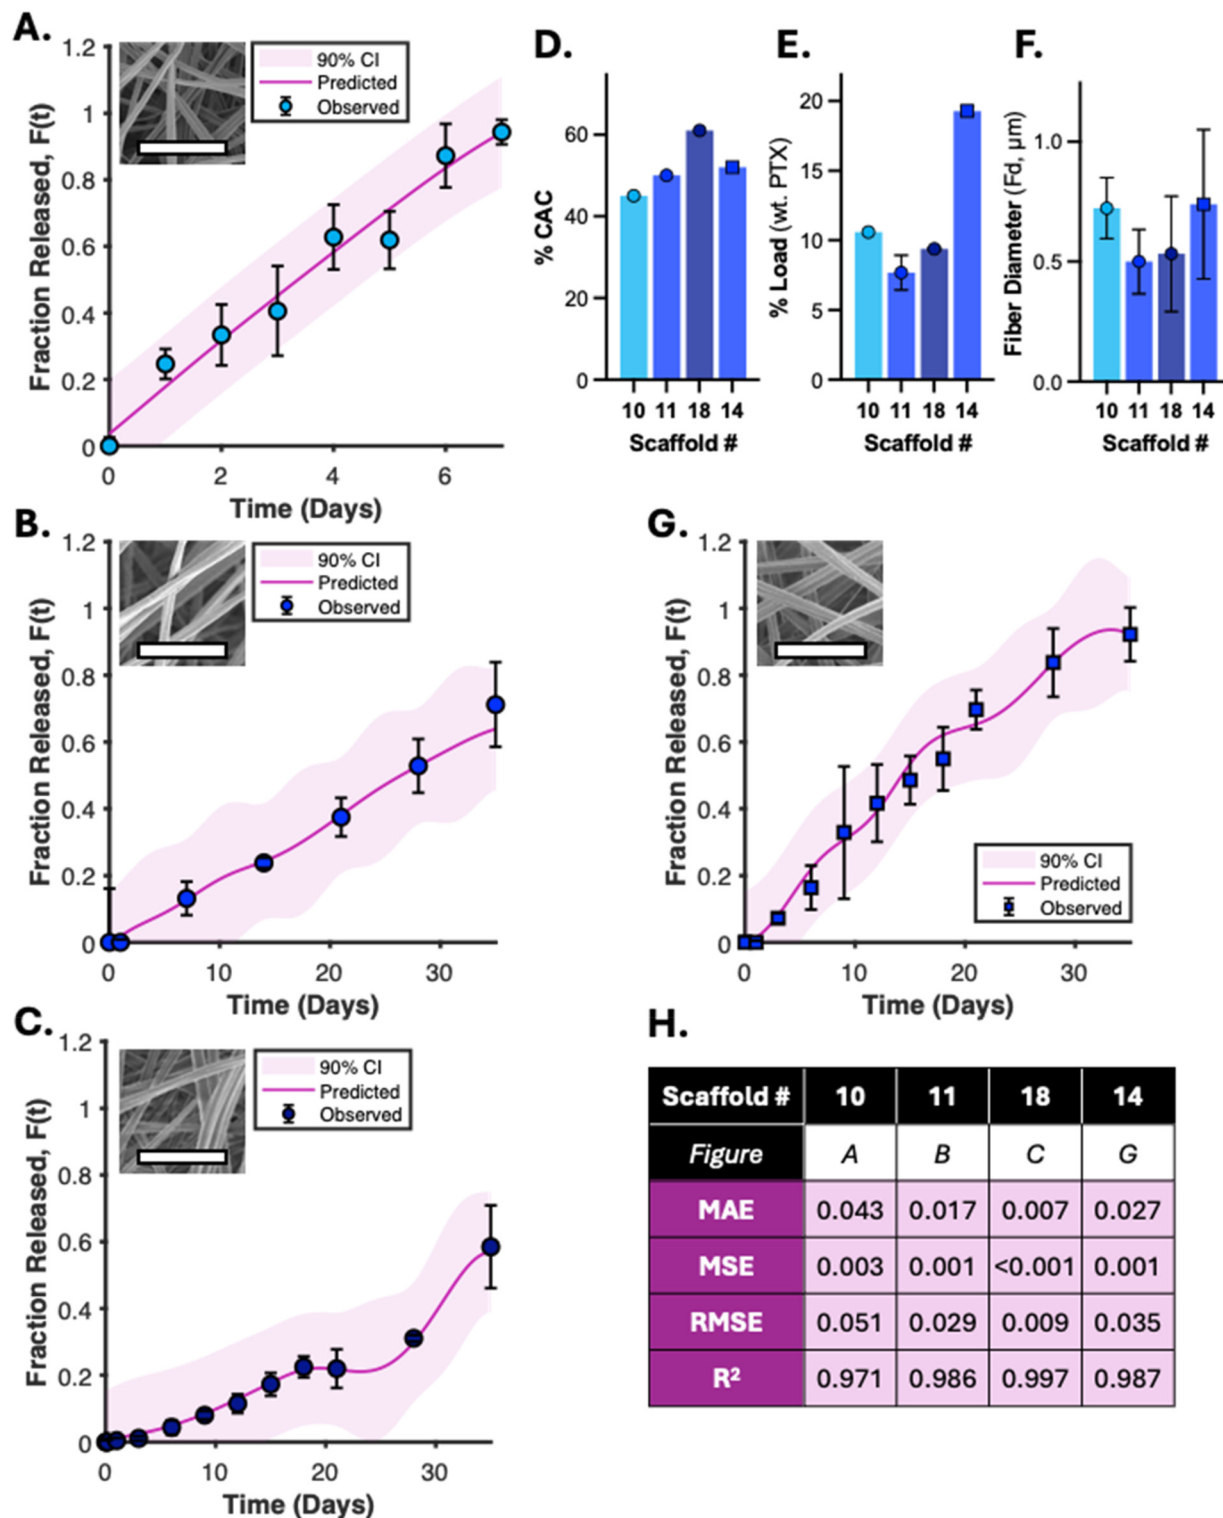 A.
1.2
1
0.8
0.6
0.4
0.2
0
Fraction Released, F(t)
90% CI
Predicted
Observed
0 2 4 6
Time (Days)
D.
% CAC
60
40
20
0
10 11 18 14
Scaffold #
E.
% Load (wt. PTX)
20
15
10
5
0
10 11 18 14
Scaffold #
F.
Fiber Diameter (Fd, μm)
1.0
0.5
0.0
10 11 18 14
Scaffold #
B.
1.2
1
0.8
0.6
0.4
0.2
0
Fraction Released, F(t)
90% CI
Predicted
Observed
0 10 20 30
Time (Days)
G.
1.2
1
0.8
0.6
0.4
0.2
0
Fraction Released, F(t)
90% CI
Predicted
Observed
0 10 20 30
Time (Days)
C.
1.2
1
0.8
0.6
0.4
0.2
0
Fraction Released, F(t)
90% CI
Predicted
Observed
0 10 20 30
Time (Days)
H.
Scaffold # 10 11 18 14
Figure A B C G
MAE 0.043 0.017 0.007 0.027
MSE 0.003 0.001 <0.001 0.001
RMSE 0.051 0.029 0.009 0.035
R² 0.971 0.986 0.997 0.987